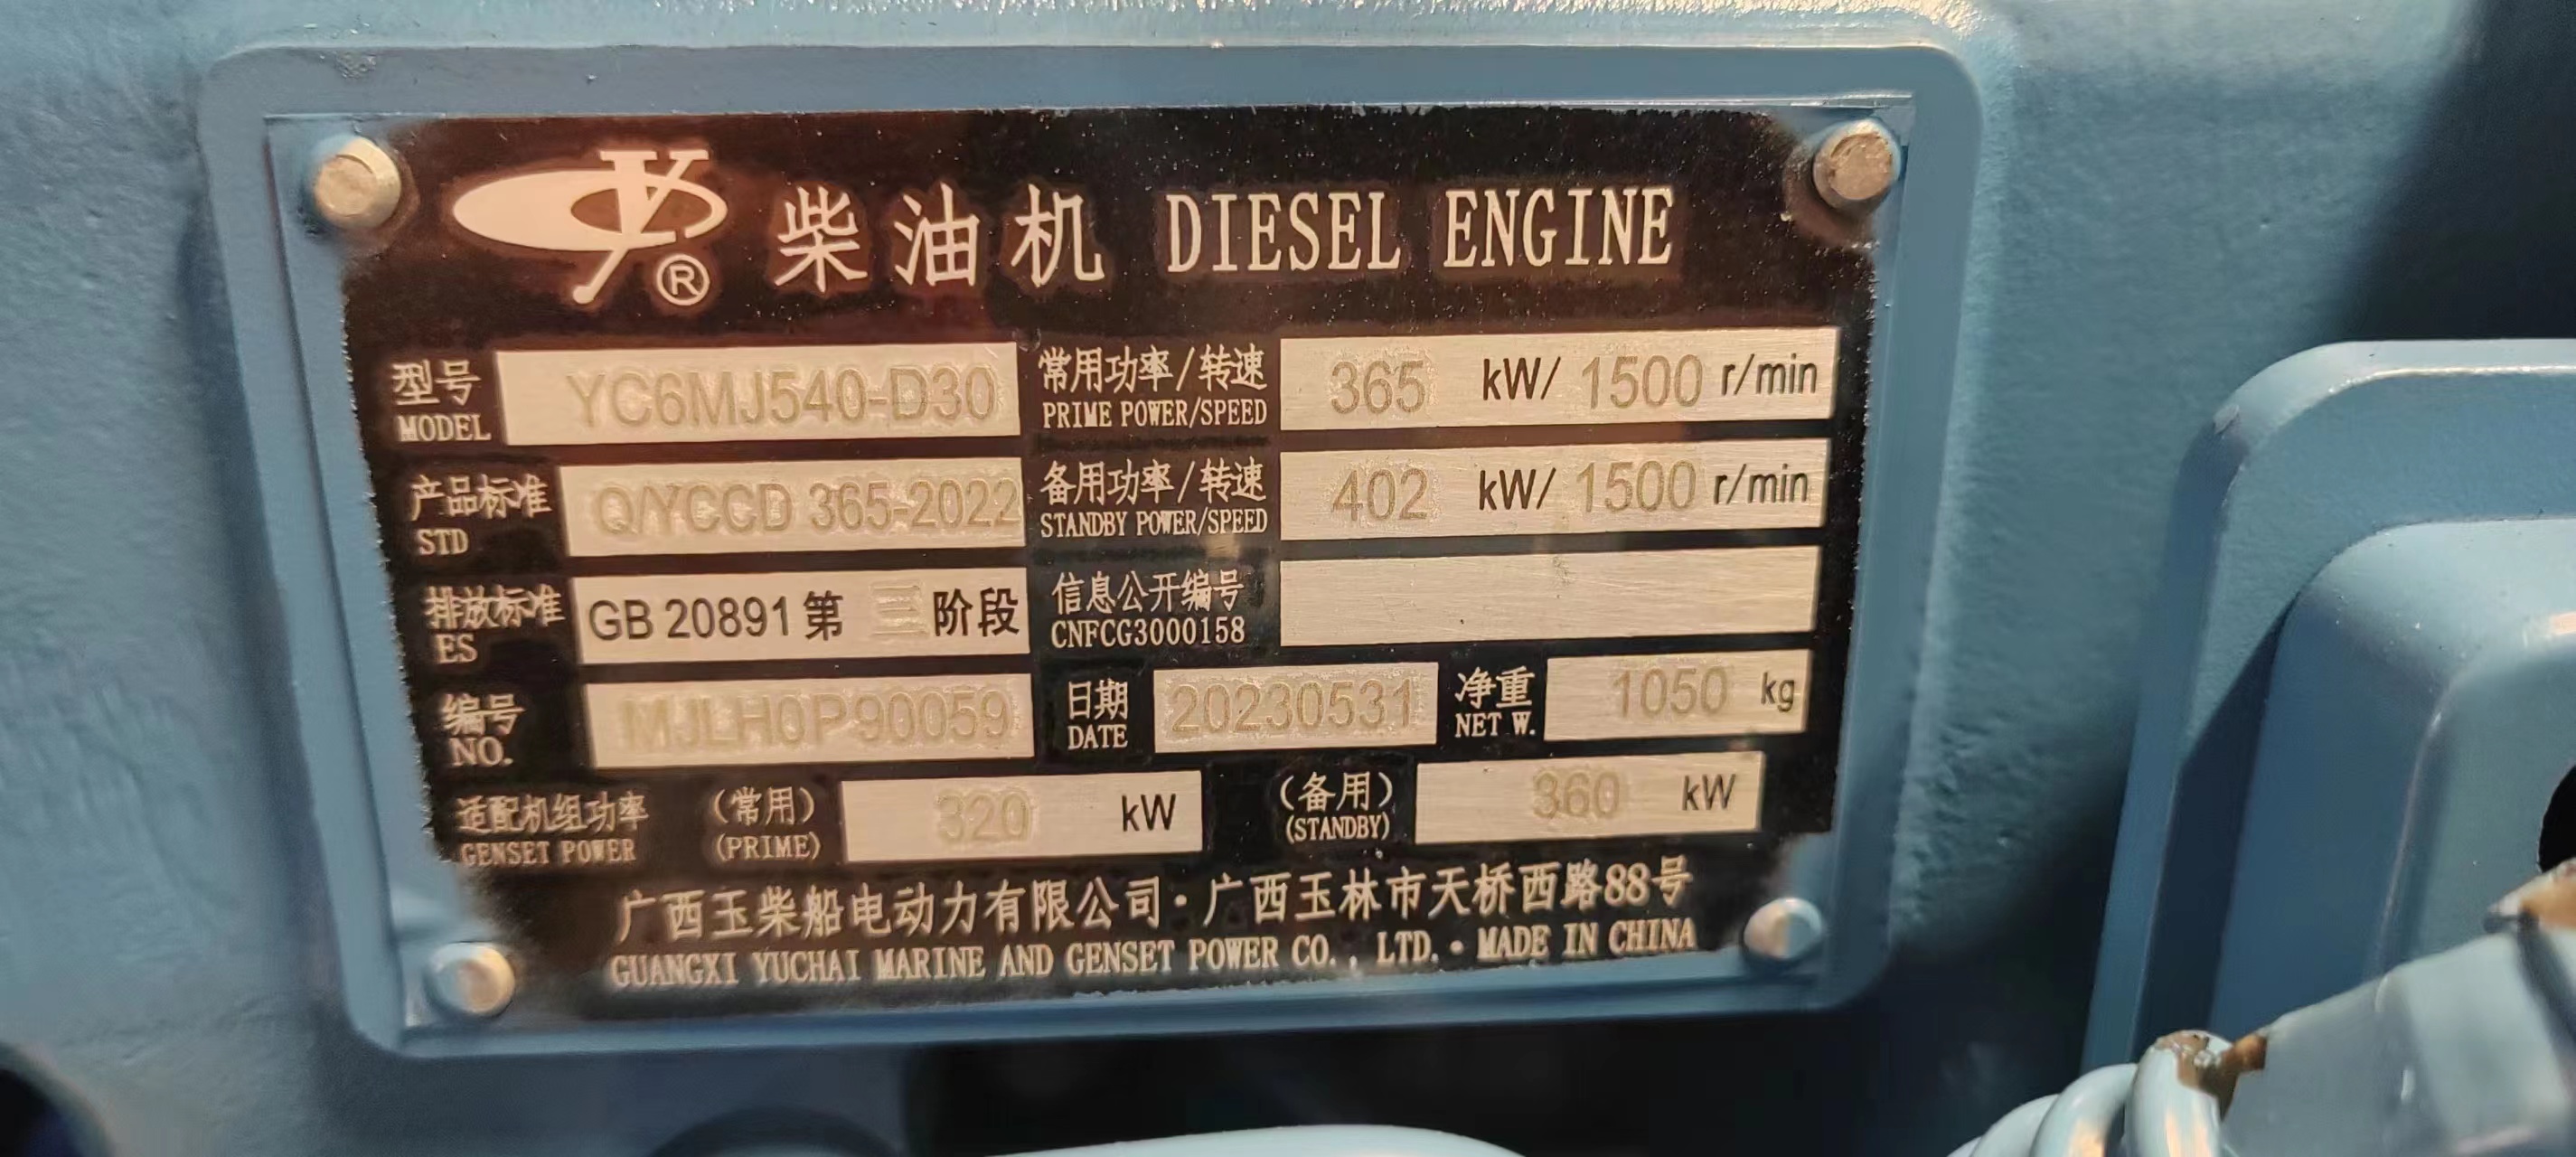 Y ® 柴油机 DIESEL ENGINE
型号 YC6MJ540-D30 常用功率/转速 365 kW/ 1500 r/min
MODEL PRIME POWER/SPEED
产品标准 Q/YCCD 365-2022 备用功率/转速 402 kW/ 1500 r/min
STD STANDBY POWER/SPEED
排放标准 GB 20891 第 三 阶段 信息公开编号
ES CNFCG3000158
编号 MJLH0P90059 日期 20230531 净重 1050 kg
NO. DATE NET W.
适配机组功率 (常用) 320 kW (备用) 360 kW
GENSET POWER (PRIME) (STANDBY)
广西玉柴船电动力有限公司·广西玉林市天桥西路88号
GUANGXI YUCHAI MARINE AND GENSET POWER CO., LTD.·MADE IN CHINA